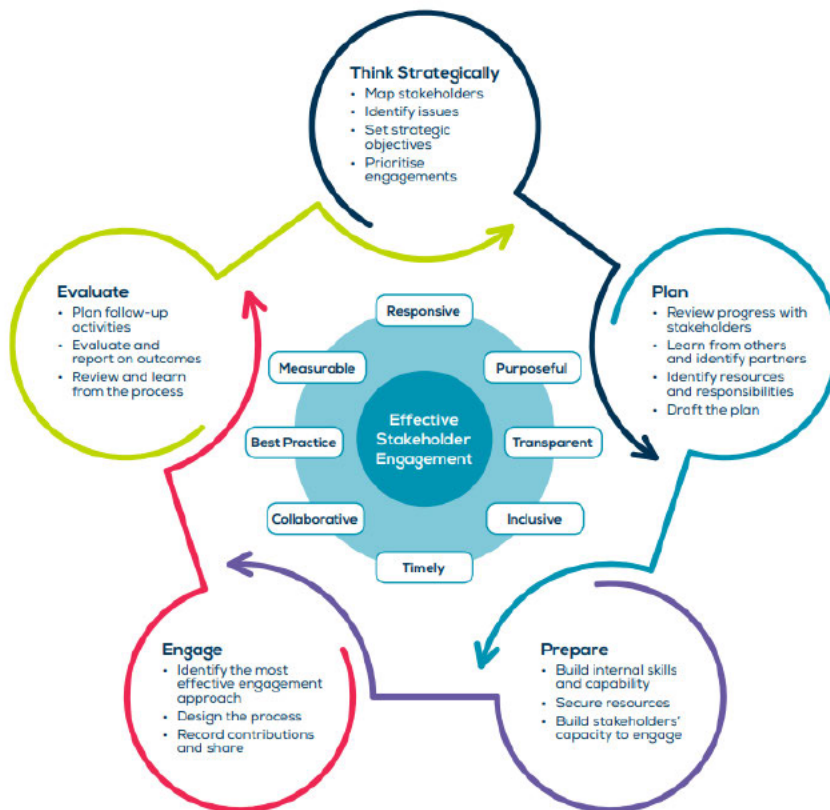 Think Strategically
• Map stakeholders
• Identify issues
• Set strategic
objectives
• Prioritise
engagements
Plan
• Review progress with
stakeholders
• Learn from others
and identify partners
• Identify resources
and responsibilities
• Draft the plan
Prepare
• Build internal skills
and capability
• Secure resources
• Build stakeholders'
capacity to engage
Engage
• Identify the most
effective engagement
approach
• Design the process
• Record contributions
and share
Evaluate
• Plan follow-up
activities
• Evaluate and
report on outcomes
• Review and learn
from the process
Effective
Stakeholder
Engagement
Responsive
Purposeful
Transparent
Inclusive
Timely
Collaborative
Best Practice
Measurable